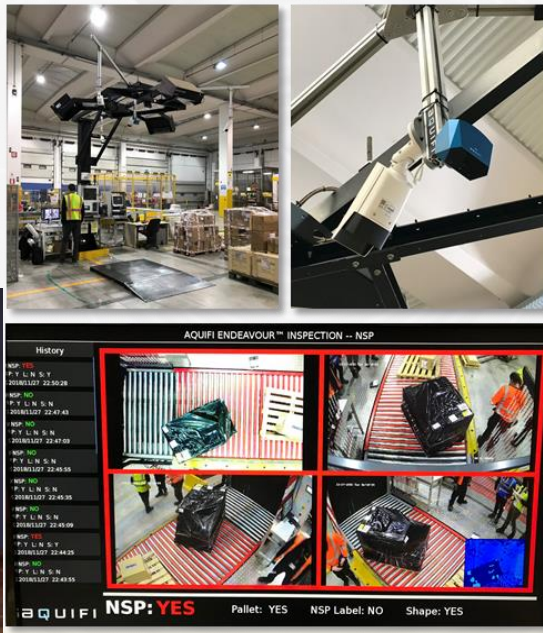 AQUIFI
AQUIFI ENDEAVOUR™ INSPECTION -- NSP
History
NSP: YES
P: Y L: N S: Y
2018/11/27 22:50:28
NSP: NO
P: Y L: N S: N
2018/11/27 22:47:43
NSP: NO
P: Y L: N S: N
2018/11/27 22:47:03
NSP: NO
P: Y L: N S: N
2018/11/27 22:45:55
NSP: NO
P: Y L: N S: N
2018/11/27 22:45:35
NSP: NO
P: Y L: N S: N
2018/11/27 22:45:09
NSP: YES
P: Y L: N S: Y
2018/11/27 22:44:25
NSP: NO
P: Y L: N S: N
2018/11/27 22:43:55
AQUIFI NSP: YES Pallet: YES NSP Label: NO Shape: YES